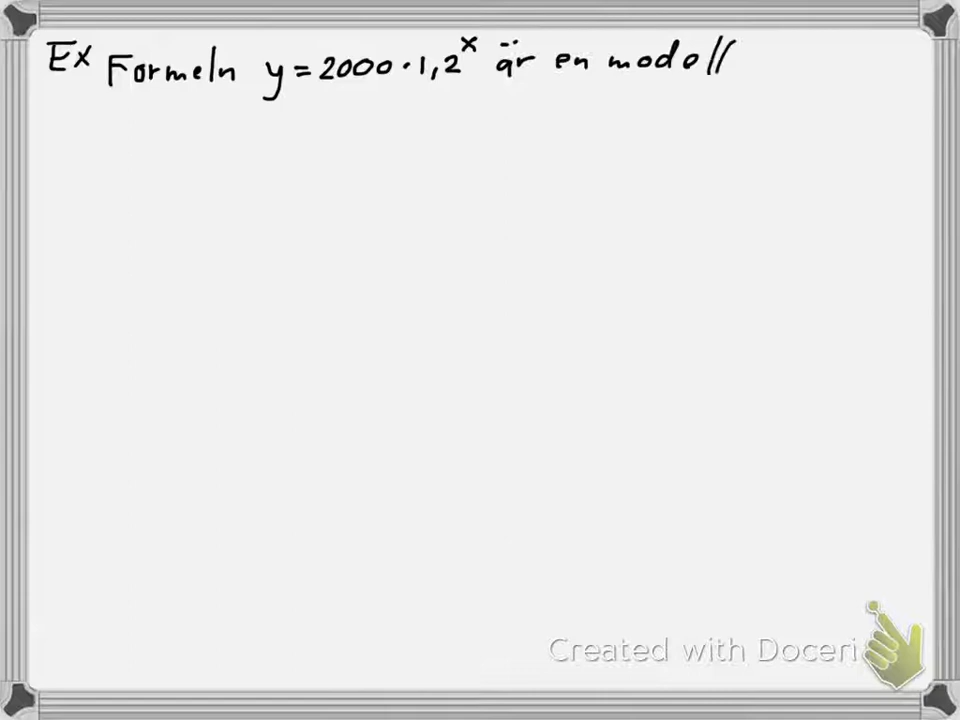 Ex Formeln y = 2000 · 1,2^x är en modell
Created with Doceri